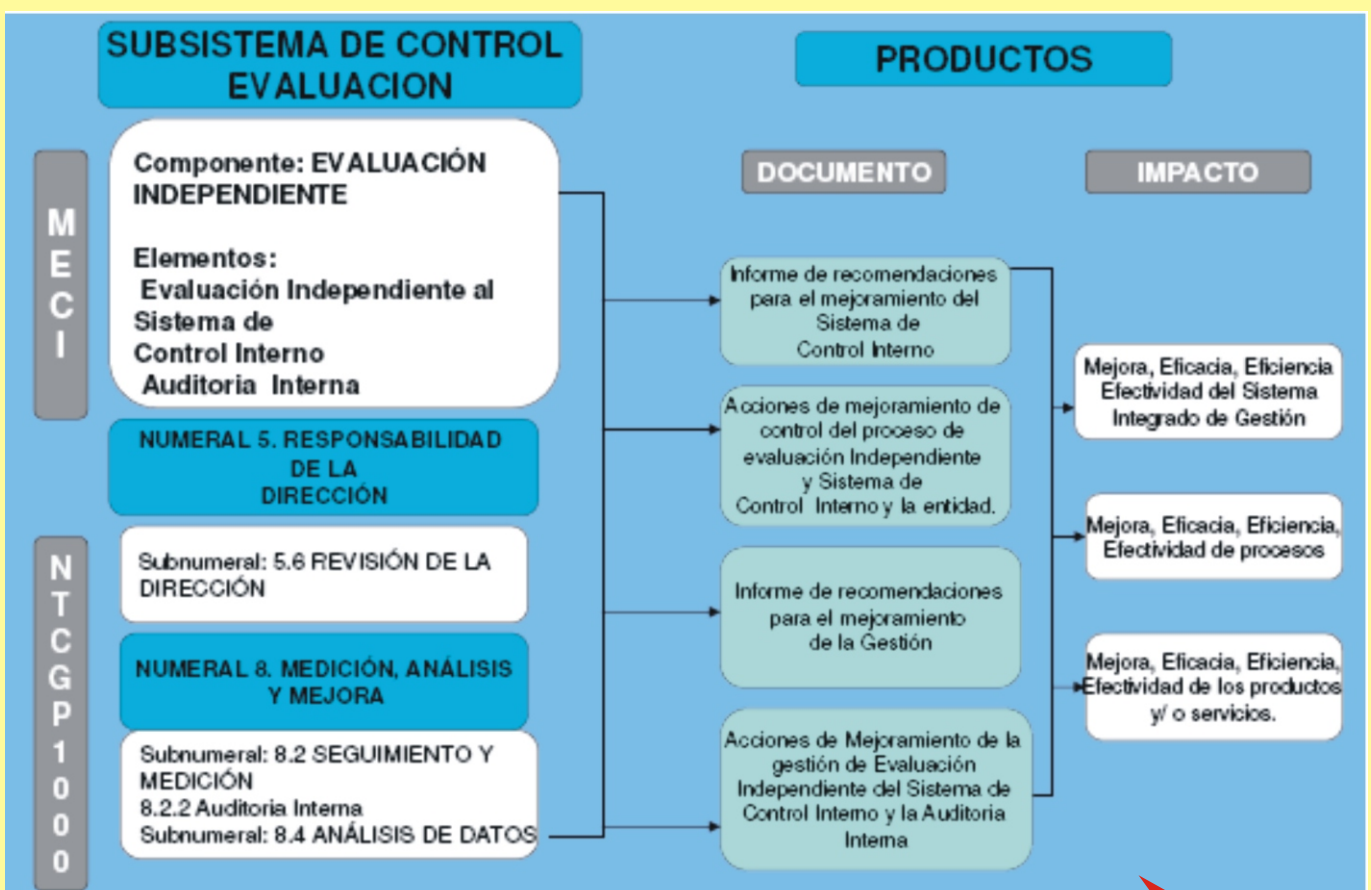 SUBSISTEMA DE CONTROL
EVALUACION
PRODUCTOS
MECI
Componente: EVALUACIÓN
INDEPENDIENTE
Elementos:
Evaluación Independiente al
Sistema de
Control Interno
Auditoria Interna
NUMERAL 5. RESPONSABILIDAD
DE LA
DIRECCIÓN
NTCGP1000
Subnumeral: 5.6 REVISIÓN DE LA
DIRECCIÓN
NUMERAL 8. MEDICIÓN, ANÁLISIS
Y MEJORA
Subnumeral: 8.2 SEGUIMIENTO Y
MEDICIÓN
8.2.2 Auditoria Interna
Subnumeral: 8.4 ANÁLISIS DE DATOS
DOCUMENTO
Informe de recomendaciones
para el mejoramiento del
Sistema de
Control Interno
Acciones de mejoramiento de
control del proceso de
evaluación Independiente
y Sistema de
Control Interno y la entidad.
Informe de recomendaciones
para el mejoramiento
de la Gestión
Acciones de Mejoramiento de la
gestión de Evaluación
Independiente del Sistema de
Control Interno y la Auditoria
Interna
IMPACTO
Mejora, Eficacia, Eficiencia
Efectividad del Sistema
Integrado de Gestión
Mejora, Eficacia, Eficiencia,
Efectividad de procesos
Mejora, Eficacia, Eficiencia,
Efectividad de los productos
y/ o servicios.